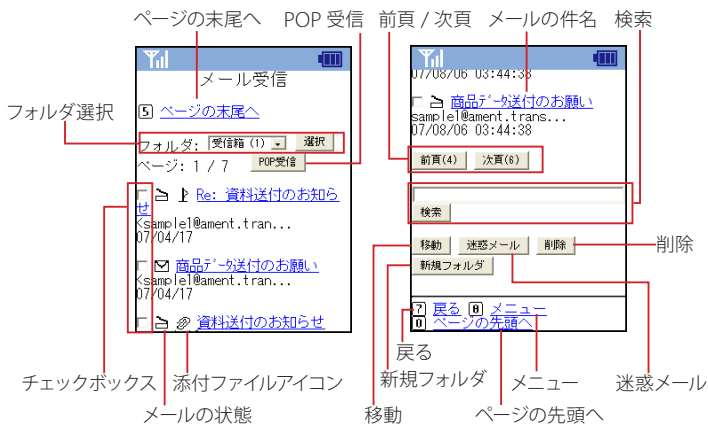 ページの末尾へ POP 受信 前頁 / 次頁 メールの件名 検索
フォルダ選択
メール受信
5 ページの末尾へ
フォルダ: 受信箱 (1) 選択
ページ: 1 / 7 POP受信
Re: 資料送付のお知ら
せ
<sample1@ament.tran...
07/04/17
商品データ送付のお願い
<sample1@ament.tran...
07/04/17
資料送付のお知らせ
07/08/06 03:44:38
商品データ送付のお願い
sample1@ament.trans...
07/08/06 03:44:38
前頁(4) 次頁(6)
検索
移動 迷惑メール 削除
新規フォルダ
7 戻る 8 メニュー
0 ページの先頭へ
削除
戻る
チェックボックス 添付ファイルアイコン 新規フォルダ メニュー 迷惑メール
メールの状態 移動 ページの先頭へ